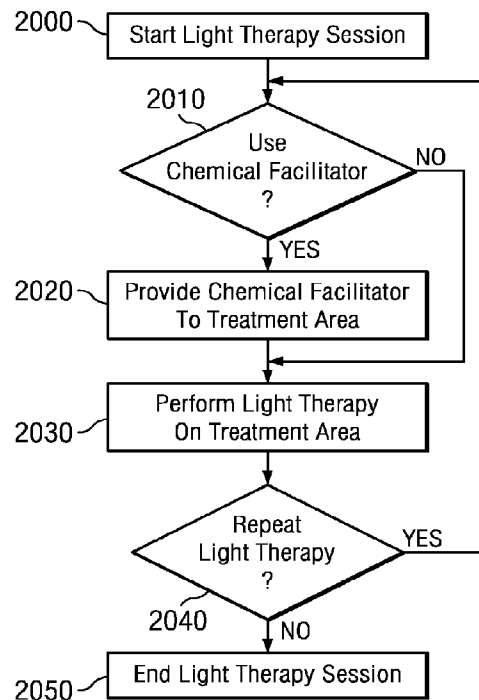 2000
Start Light Therapy Session
2010
Use
Chemical Facilitator
?
NO
YES
2020
Provide Chemical Facilitator
To Treatment Area
2030
Perform Light Therapy
On Treatment Area
Repeat
Light Therapy
?
YES
2040
NO
2050
End Light Therapy Session